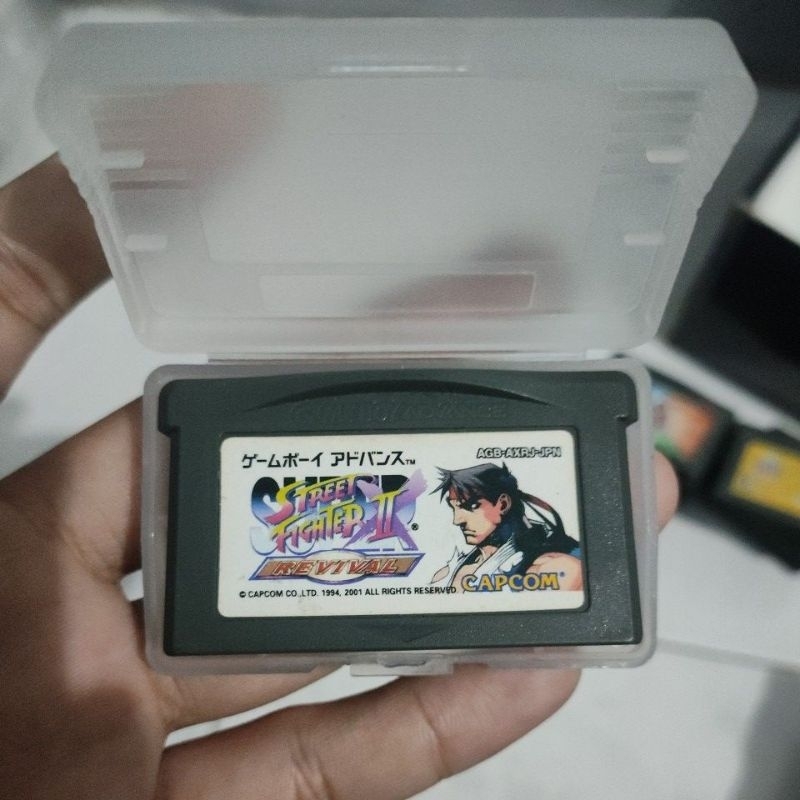 ゲームボーイ アドバンス™
AGB-AXRJ-JPN
SUPER
STREET
FIGHTER II X®
REVIVAL
CAPCOM®
© CAPCOM CO.,LTD. 1994, 2001 ALL RIGHTS RESERVED.